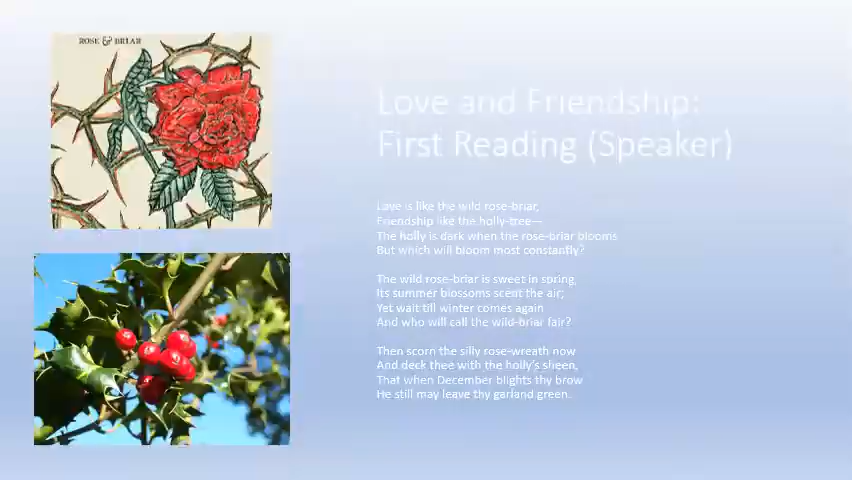 ROSE & BRIAR
Love and Friendship:
First Reading (Speaker)
Love is like the wild rose-briar,
Friendship like the holly-tree—
The holly is dark when the rose-briar blooms
But which will bloom most constantly?
The wild rose-briar is sweet in spring,
Its summer blossoms scent the air;
Yet wait till winter comes again
And who will call the wild-briar fair?
Then scorn the silly rose-wreath now
And deck thee with the holly's sheen,
That when December blights thy brow
He still may leave thy garland green.